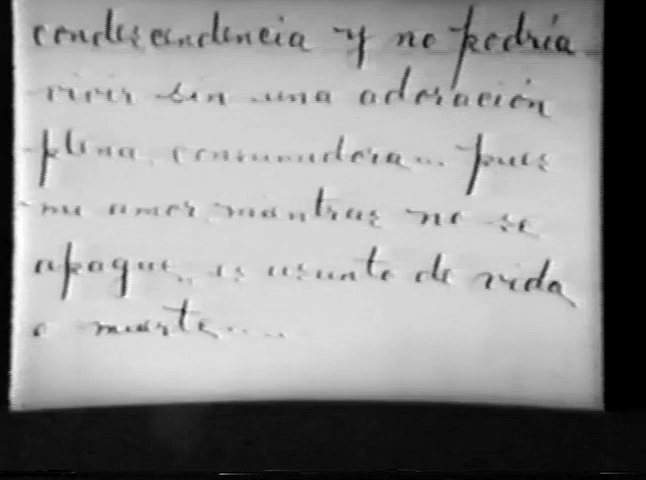 condescendencia y no podría
vivir sin una adoración
plena, consumidora... pues
mi amor, mientras no se
apague, es asunto de vida
o muerte....